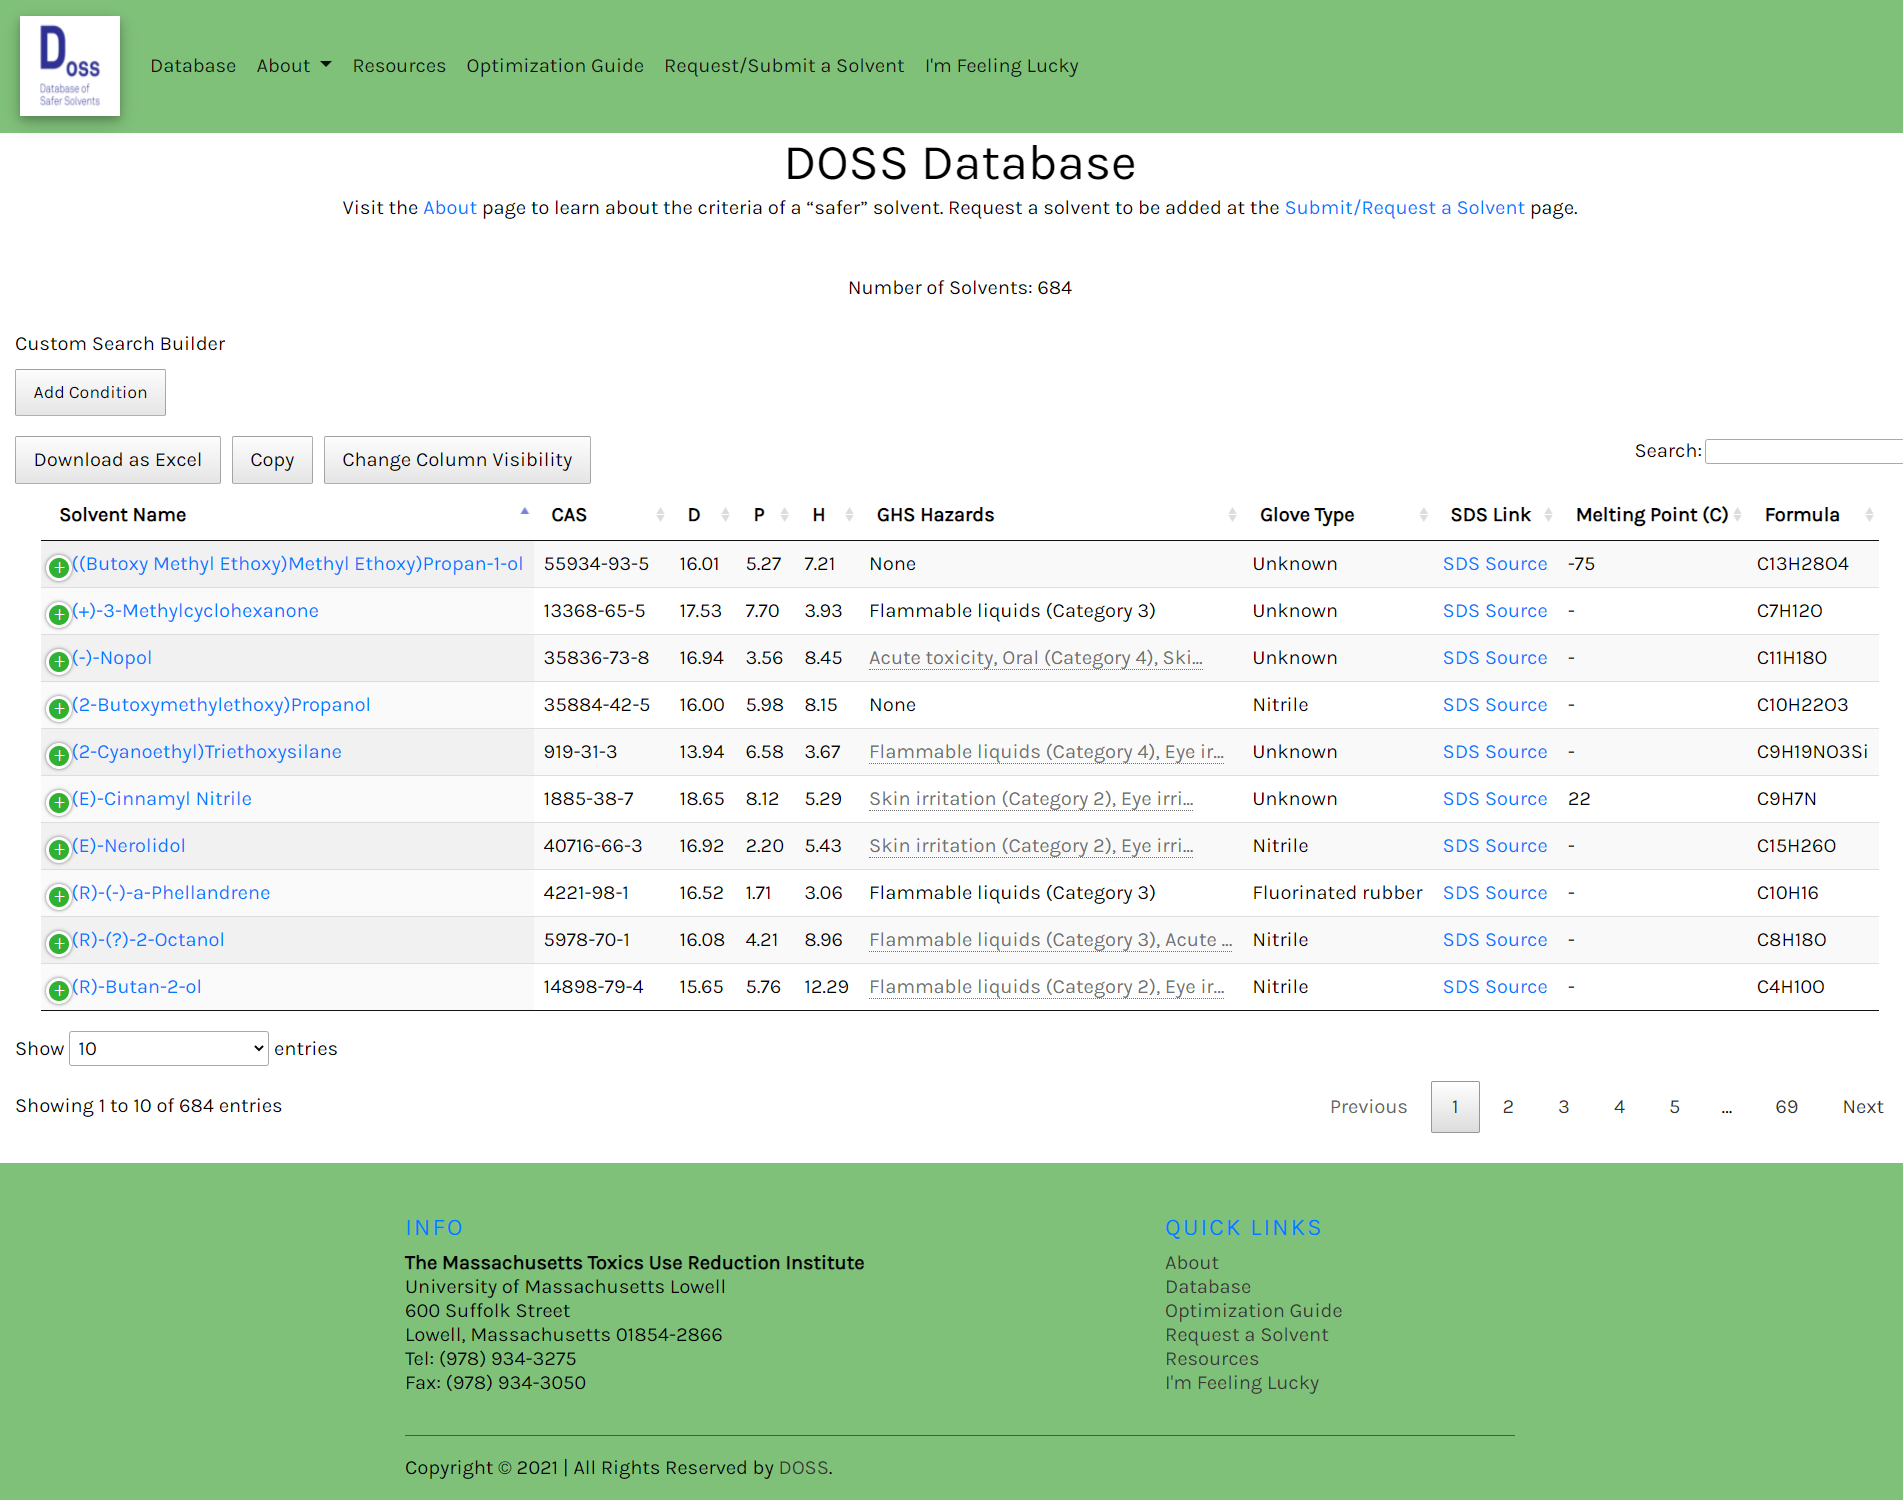 Doss
Database of
Safer Solvents
Database About Resources Optimization Guide Request/Submit a Solvent I'm Feeling Lucky
DOSS Database
Visit the About page to learn about the criteria of a “safer” solvent. Request a solvent to be added at the Submit/Request a Solvent page.
Number of Solvents: 684
Custom Search Builder
Add Condition
Download as Excel Copy Change Column Visibility Search:
Solvent Name CAS D P H GHS Hazards Glove Type SDS Link Melting Point (C) Formula
((Butoxy Methyl Ethoxy)Methyl Ethoxy)Propan-1-ol 55934-93-5 16.01 5.27 7.21 None Unknown SDS Source -75 C13H28O4
(+)-3-Methylcyclohexanone 13368-65-5 17.53 7.70 3.93 Flammable liquids (Category 3) Unknown SDS Source - C7H12O
(-)-Nopol 35836-73-8 16.94 3.56 8.45 Acute toxicity, Oral (Category 4), Ski... Unknown SDS Source - C11H18O
(2-Butoxymethylethoxy)Propanol 35884-42-5 16.00 5.98 8.15 None Nitrile SDS Source - C10H22O3
(2-Cyanoethyl)Triethoxysilane 919-31-3 13.94 6.58 3.67 Flammable liquids (Category 4), Eye ir... Unknown SDS Source - C9H19NO3Si
(E)-Cinnamyl Nitrile 1885-38-7 18.65 8.12 5.29 Skin irritation (Category 2), Eye irri... Unknown SDS Source 22 C9H7N
(E)-Nerolidol 40716-66-3 16.92 2.20 5.43 Skin irritation (Category 2), Eye irri... Nitrile SDS Source - C15H26O
(R)-(-)-a-Phellandrene 4221-98-1 16.52 1.71 3.06 Flammable liquids (Category 3) Fluorinated rubber SDS Source - C10H16
(R)-(?)-2-Octanol 5978-70-1 16.08 4.21 8.96 Flammable liquids (Category 3), Acute ... Nitrile SDS Source - C8H18O
(R)-Butan-2-ol 14898-79-4 15.65 5.76 12.29 Flammable liquids (Category 2), Eye ir... Nitrile SDS Source - C4H10O
Show 10 entries
Showing 1 to 10 of 684 entries Previous 1 2 3 4 5 … 69 Next
INFO
The Massachusetts Toxics Use Reduction Institute
University of Massachusetts Lowell
600 Suffolk Street
Lowell, Massachusetts 01854-2866
Tel: (978) 934-3275
Fax: (978) 934-3050
QUICK LINKS
About
Database
Optimization Guide
Request a Solvent
Resources
I'm Feeling Lucky
Copyright © 2021 | All Rights Reserved by DOSS.